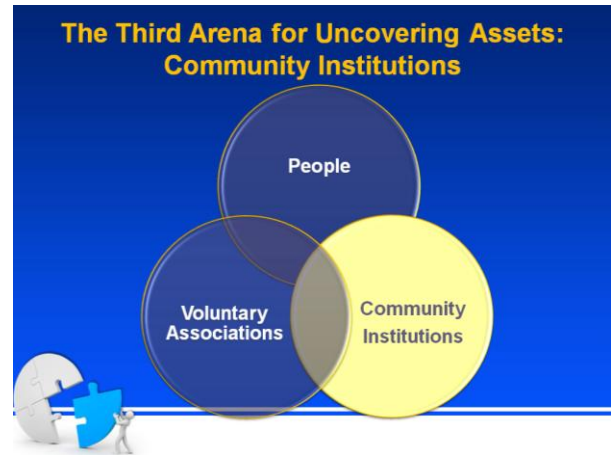 The Third Arena for Uncovering Assets:
Community Institutions
People
Voluntary
Associations
Community
Institutions